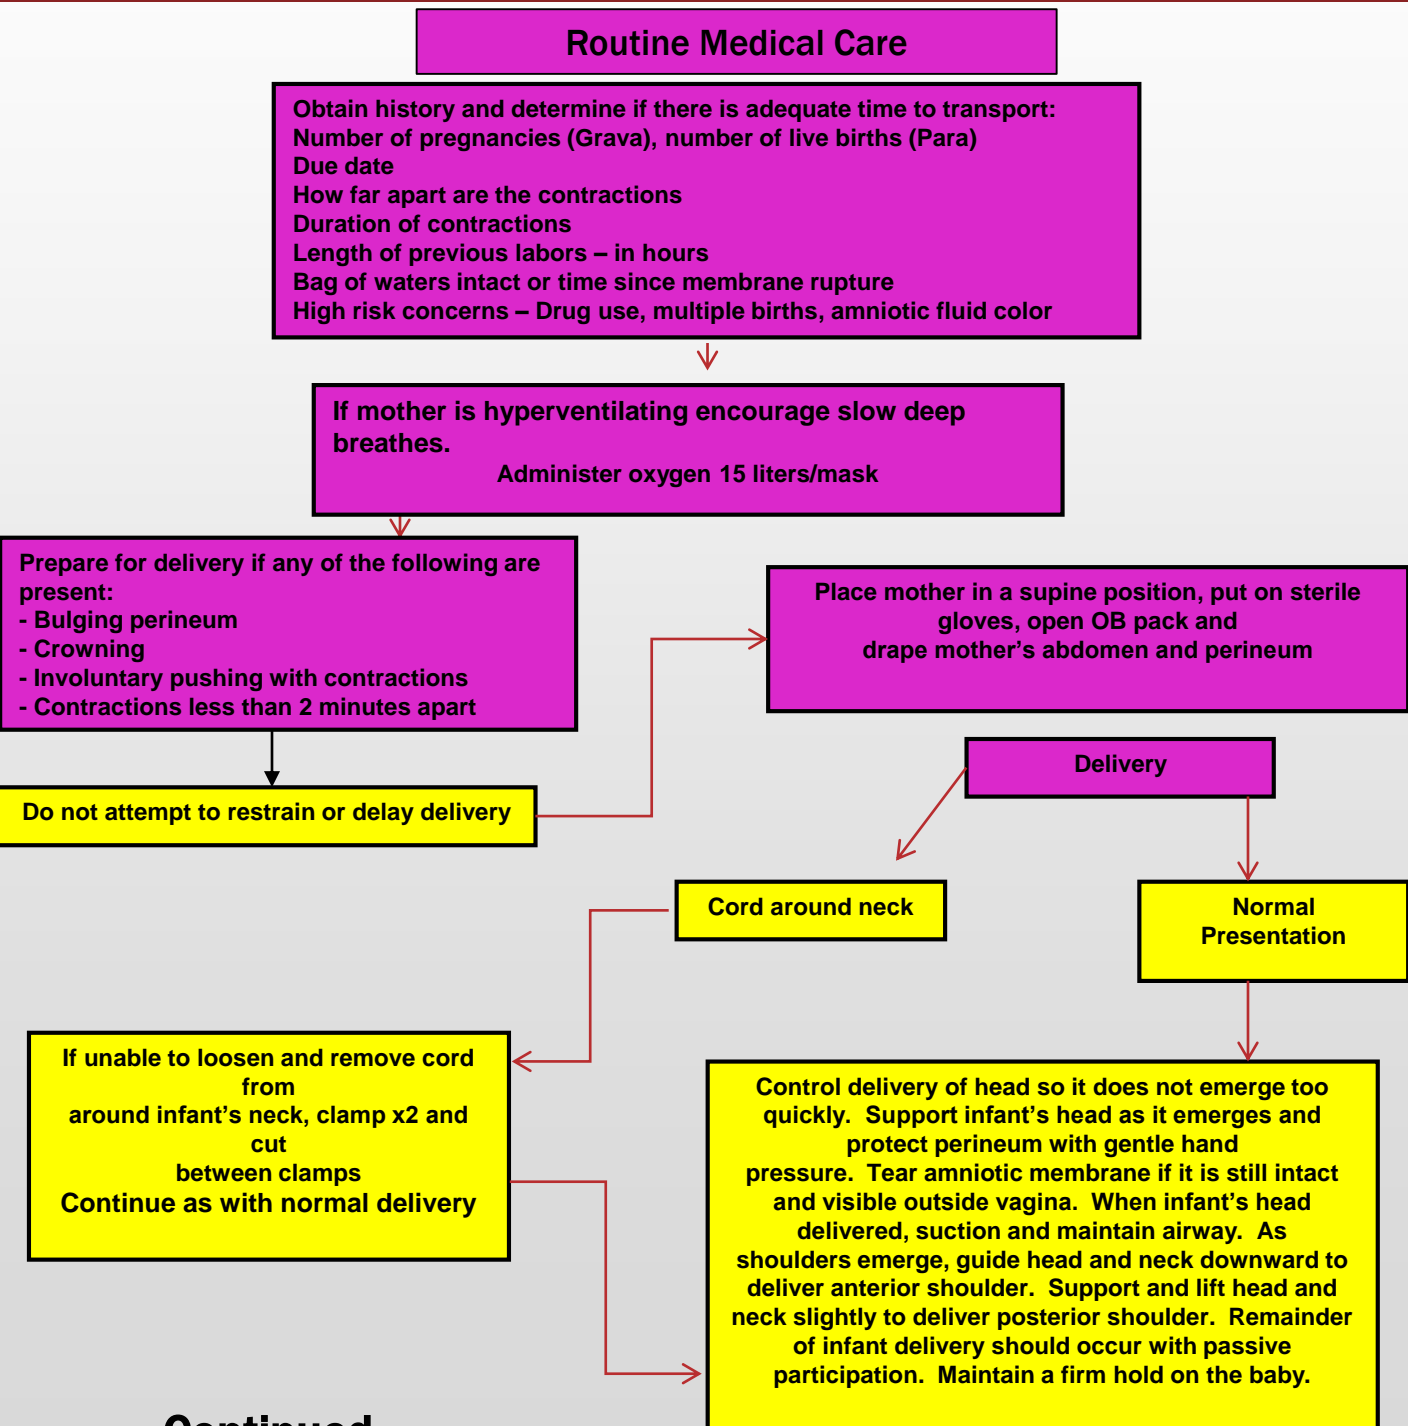 Routine Medical Care
Obtain history and determine if there is adequate time to transport:
Number of pregnancies (Grava), number of live births (Para)
Due date
How far apart are the contractions
Duration of contractions
Length of previous labors – in hours
Bag of waters intact or time since membrane rupture
High risk concerns – Drug use, multiple births, amniotic fluid color
If mother is hyperventilating encourage slow deep
breathes.
Administer oxygen 15 liters/mask
Prepare for delivery if any of the following are
present:
- Bulging perineum
- Crowning
- Involuntary pushing with contractions
- Contractions less than 2 minutes apart
Do not attempt to restrain or delay delivery
Place mother in a supine position, put on sterile
gloves, open OB pack and
drape mother's abdomen and perineum
Delivery
Cord around neck
Normal
Presentation
If unable to loosen and remove cord
from
around infant's neck, clamp x2 and
cut
between clamps
Continue as with normal delivery
Control delivery of head so it does not emerge too
quickly.  Support infant's head as it emerges and
protect perineum with gentle hand
pressure.  Tear amniotic membrane if it is still intact
and visible outside vagina.  When infant's head
delivered, suction and maintain airway.  As
shoulders emerge, guide head and neck downward to
deliver anterior shoulder.  Support and lift head and
neck slightly to deliver posterior shoulder.  Remainder
of infant delivery should occur with passive
participation.  Maintain a firm hold on the baby.
Continued